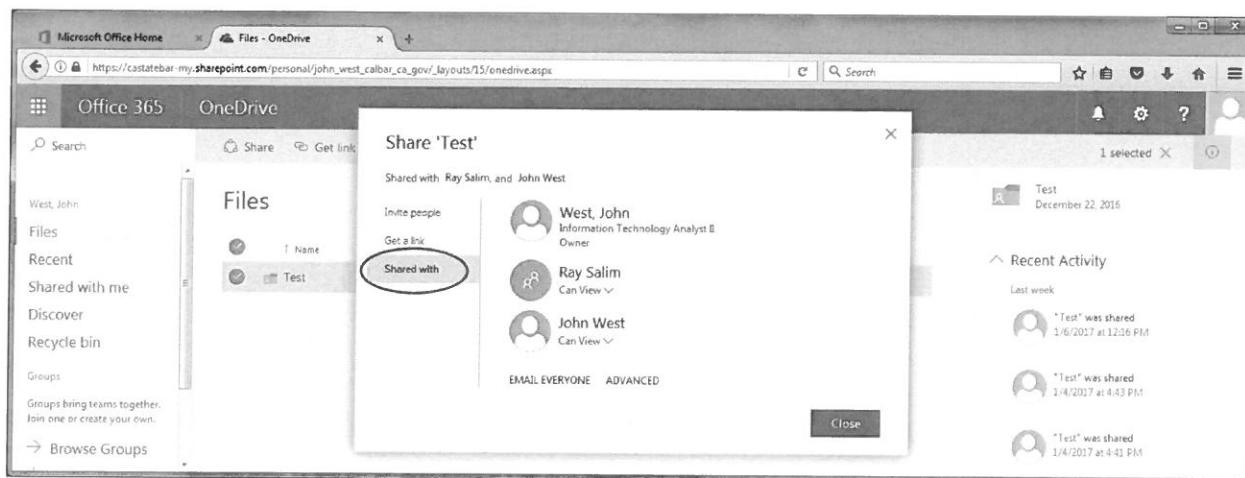 Microsoft Office Home
Files - OneDrive
https://castatebar-my.sharepoint.com/personal/john_west_calbar_ca_gov/_layouts/15/onedrive.aspx
Search
Office 365 OneDrive
?
Search
Share Get link
1 selected
Share 'Test'
Shared with Ray Salim, and John West
Invite people
Get a link
Shared with
West, John
Information Technology Analyst II
Owner
Ray Salim
Can View
John West
Can View
EMAIL EVERYONE ADVANCED
Close
West, John
Files
Recent
Shared with me
Discover
Recycle bin
Groups
Groups bring teams together.
Join one or create your own.
→ Browse Groups
Files
↑ Name
Test
Test
December 22, 2016
Recent Activity
Last week
"Test" was shared
1/6/2017 at 12:16 PM
"Test" was shared
1/4/2017 at 4:43 PM
"Test" was shared
1/4/2017 at 4:41 PM